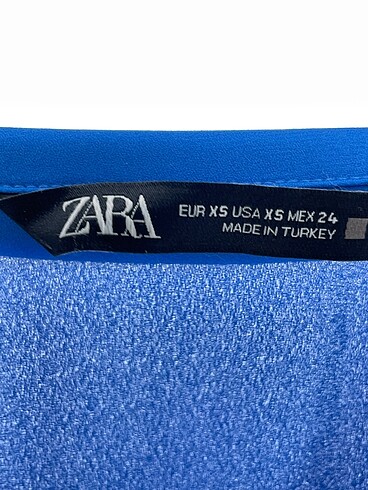 ZARA
EUR XS USA XS MEX 24
MADE IN TURKEY